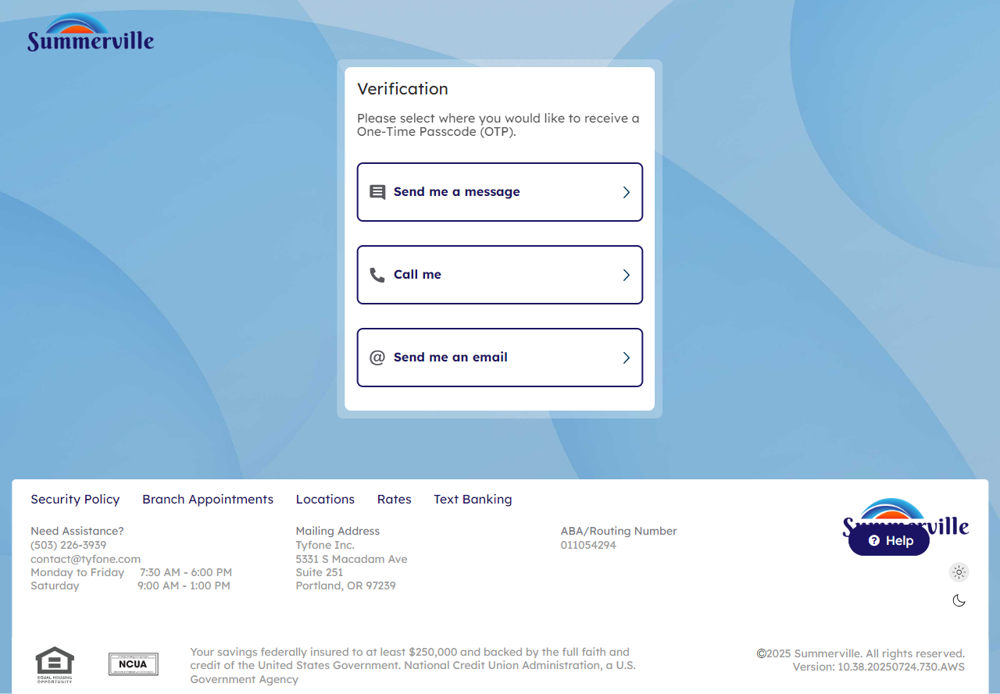 Summerville
Verification
Please select where you would like to receive a
One-Time Passcode (OTP).
Send me a message
Call me
@ Send me an email
Security Policy Branch Appointments Locations Rates Text Banking
Need Assistance?
(503) 226-3939
contact@tyfone.com
Monday to Friday 7:30 AM - 6:00 PM
Saturday 9:00 AM - 1:00 PM
Mailing Address
Tyfone Inc.
5331 S Macadam Ave
Suite 251
Portland, OR 97239
ABA/Routing Number
011054294
Summerville
Help
EQUAL HOUSING
OPPORTUNITY
NCUA
Your savings federally insured to at least $250,000 and backed by the full faith and
credit of the United States Government. National Credit Union Administration, a U.S.
Government Agency
©2025 Summerville. All rights reserved.
Version: 10.38.20250724.730.AWS